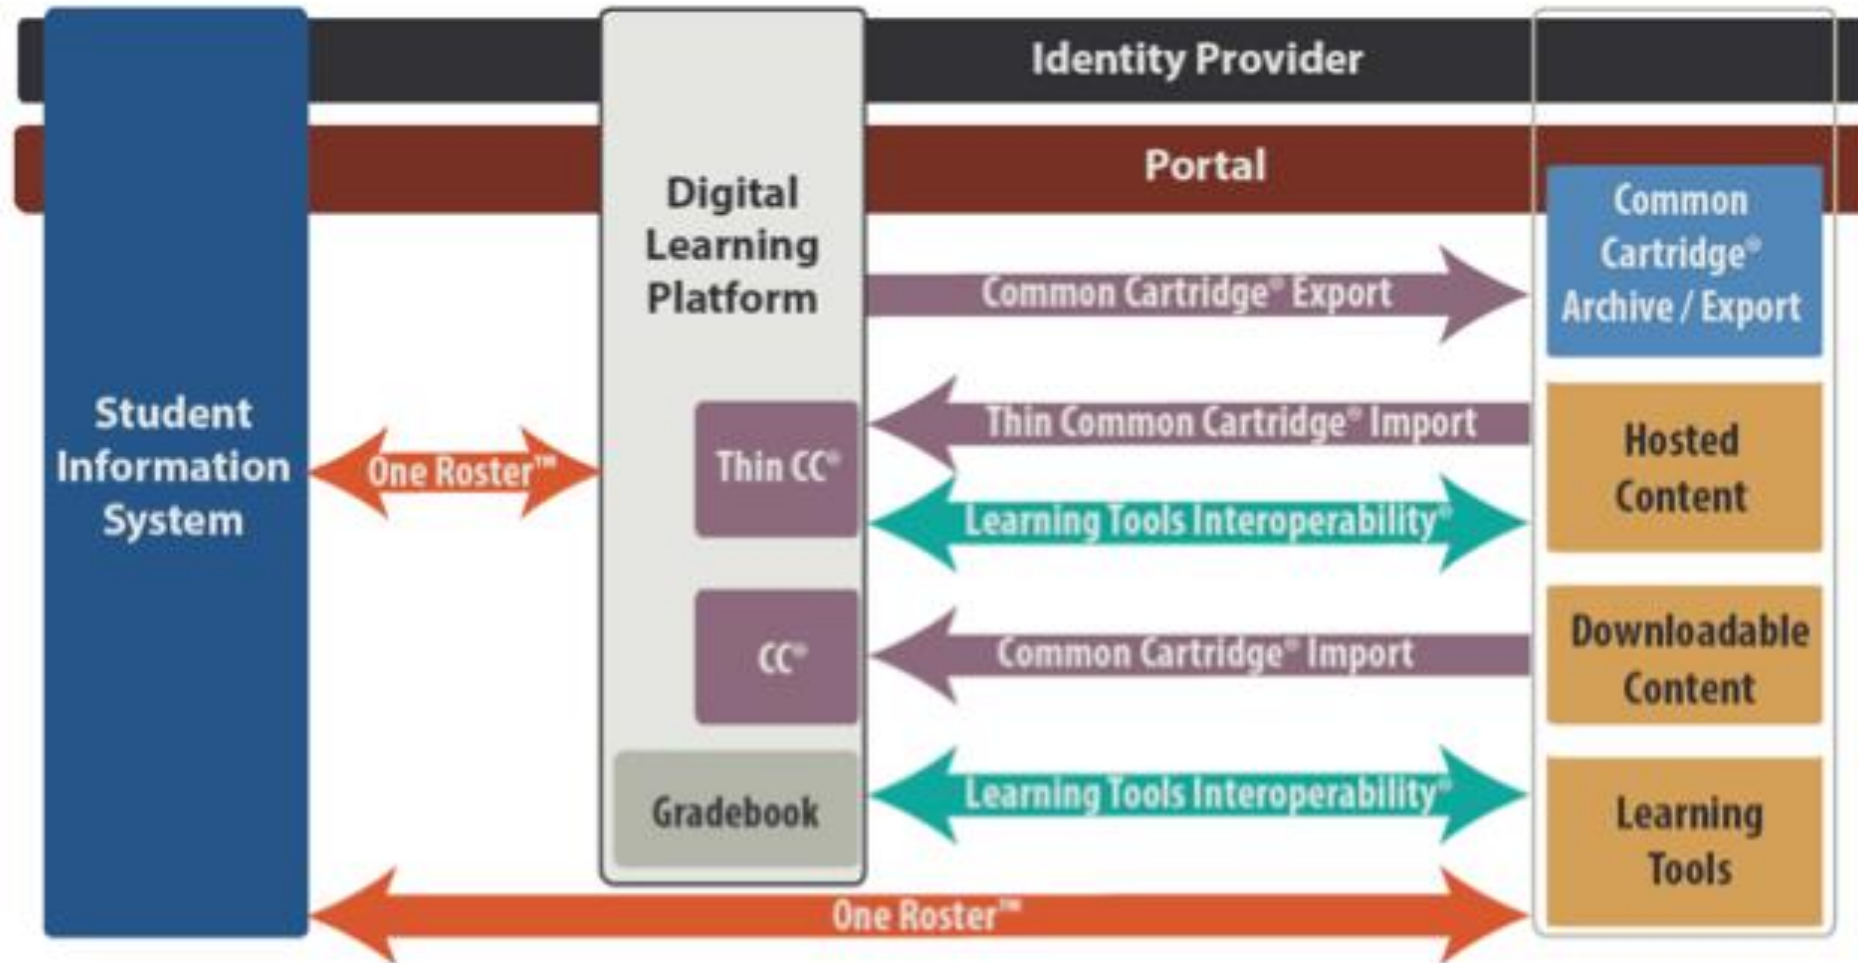 Identity Provider
Portal
Student
Information
System
One Roster™
Digital
Learning
Platform
Thin CC®
CC®
Gradebook
Common Cartridge® Export
Thin Common Cartridge® Import
Learning Tools Interoperability®
Common Cartridge® Import
Learning Tools Interoperability®
One Roster™
Common
Cartridge®
Archive / Export
Hosted
Content
Downloadable
Content
Learning
Tools